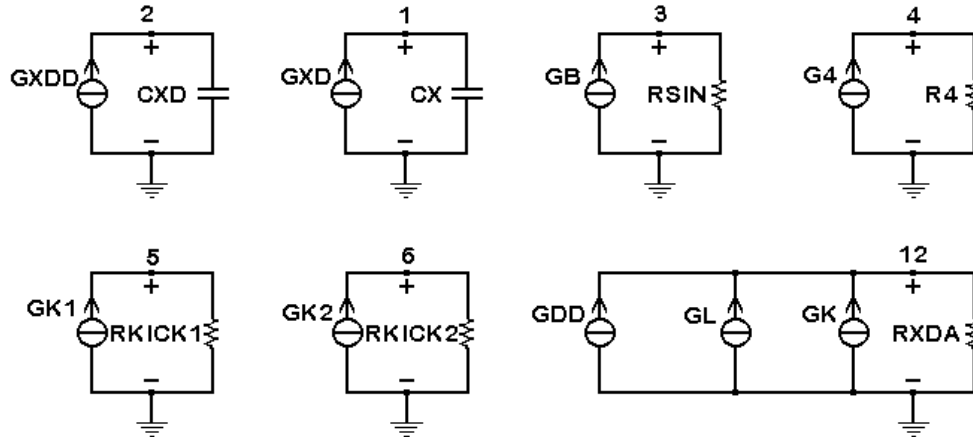 2 1 3 4
GXDD CXD GXD CX GB RSIN G4 R4
5 6 12
GK1 RKICK1 GK2 RKICK2 GDD GL GK RXDA